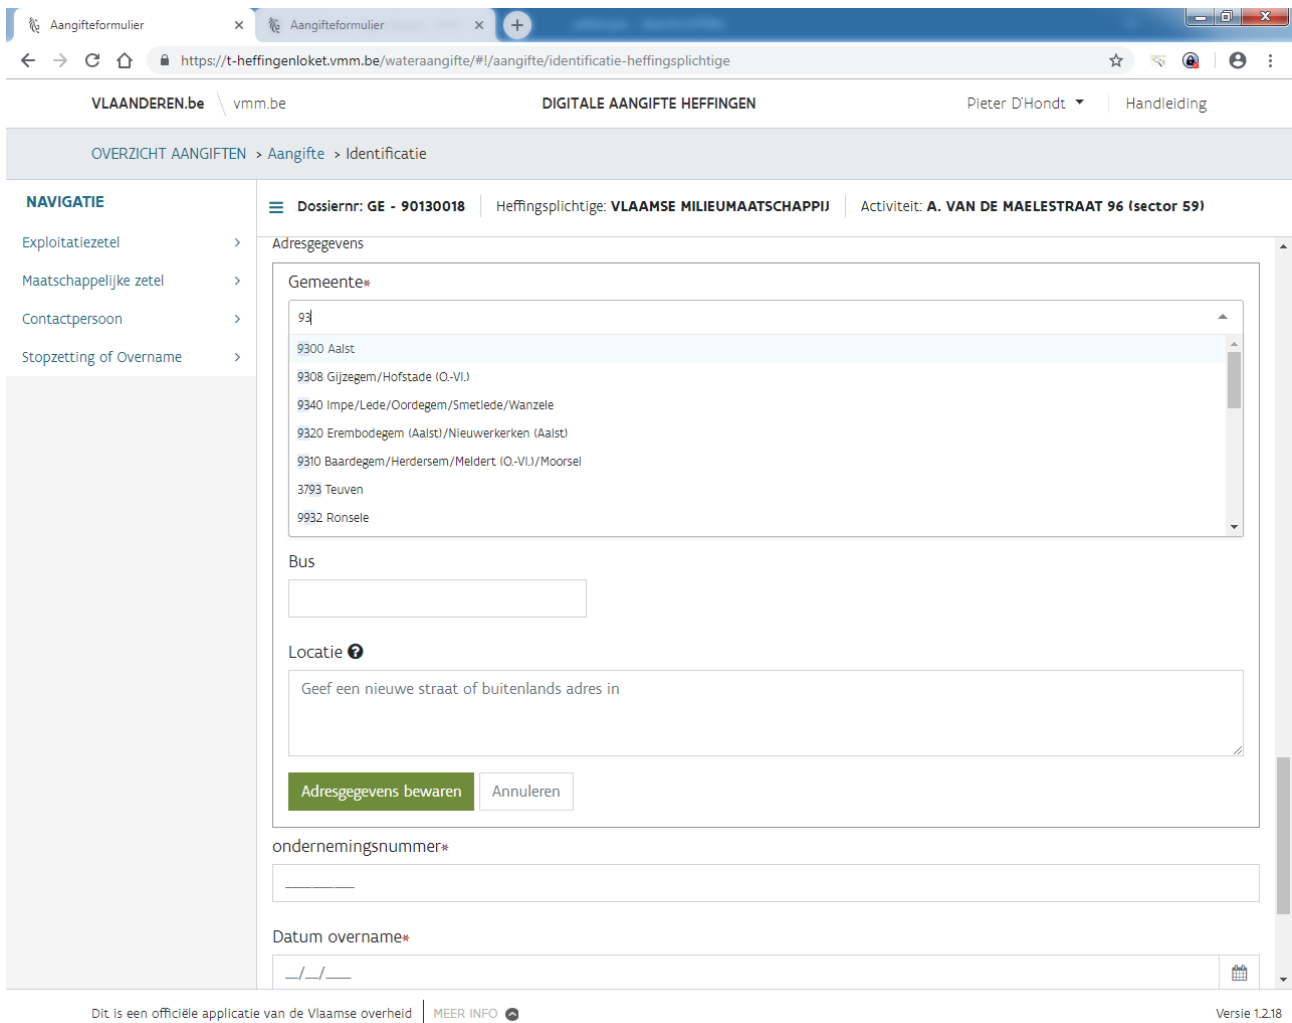 Aangifteformulier
Aangifteformulier
https://t-heffingenloket.vmm.be/wateraangifte/#!/aangifte/identificatie-heffingsplichtige
VLAANDEREN.be vmm.be DIGITALE AANGIFTE HEFFINGEN Pieter D'Hondt Handleiding
OVERZICHT AANGIFTEN > Aangifte > Identificatie
NAVIGATIE
Exploitatiezetel
Maatschappelijke zetel
Contactpersoon
Stopzetting of Overname
Dossiernr: GE - 90130018 Heffingsplichtige: VLAAMSE MILIEUMAATSCHAPPIJ Activiteit: A. VAN DE MAELESTRAAT 96 (sector 59)
Adresgegevens
Gemeente*
93
9300 Aalst
9308 Gijzegem/Hofstade (O.-Vl.)
9340 Impe/Lede/Oordegem/Smetlede/Wanzele
9320 Erembodegem (Aalst)/Nieuwerkerken (Aalst)
9310 Baardegem/Herdersem/Meldert (O.-Vl.)/Moorsel
3793 Teuven
9932 Ronsele
Bus
Locatie ?
Geef een nieuwe straat of buitenlands adres in
Adresgegevens bewaren Annuleren
ondernemingsnummer*
__________
Datum overname*
__/__/____
Dit is een officiële applicatie van de Vlaamse overheid MEER INFO Versie 1.2.18